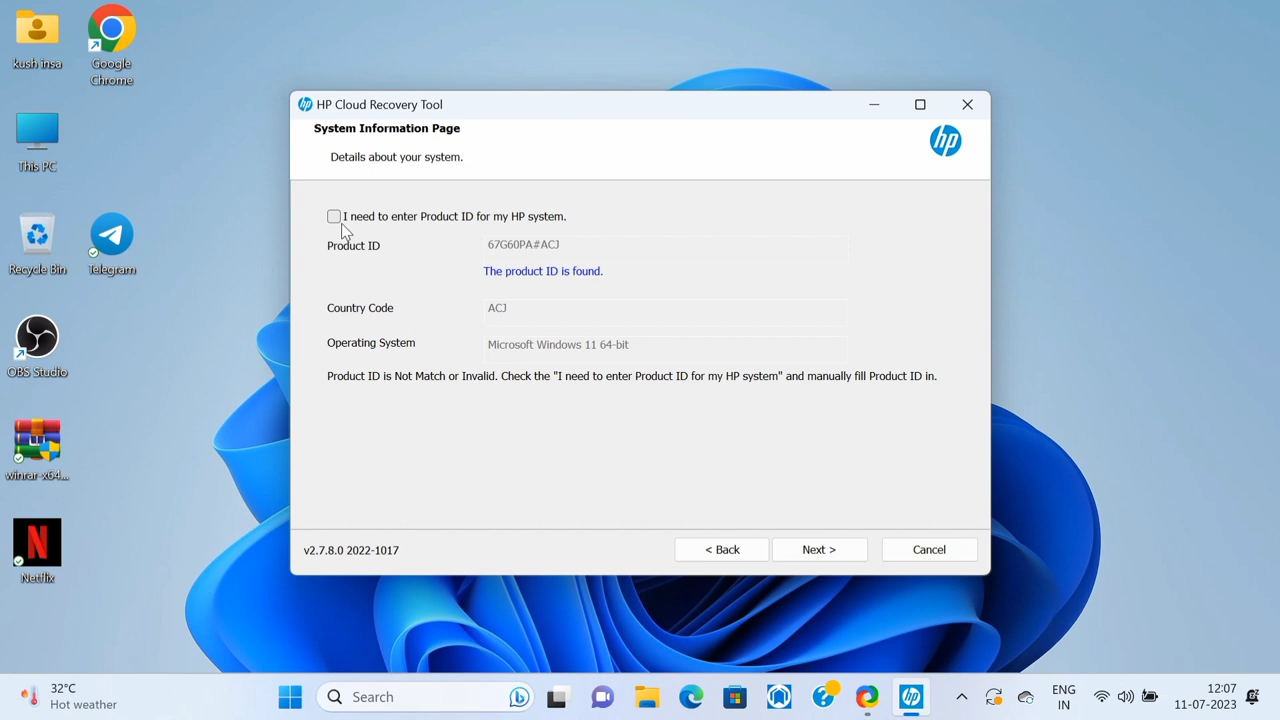 kush insa
Google
Chrome
This PC
Recycle Bin
Telegram
OBS Studio
winrar-x64...
Netflix
HP Cloud Recovery Tool
System Information Page
hp
Details about your system.
I need to enter Product ID for my HP system.
Product ID
67G60PA#ACJ
The product ID is found.
Country Code
ACJ
Operating System
Microsoft Windows 11 64-bit
Product ID is Not Match or Invalid. Check the "I need to enter Product ID for my HP system" and manually fill Product ID in.
v2.7.8.0 2022-1017
< Back
Next >
Cancel
32°C
Hot weather
Search
ENG
IN
12:07
11-07-2023